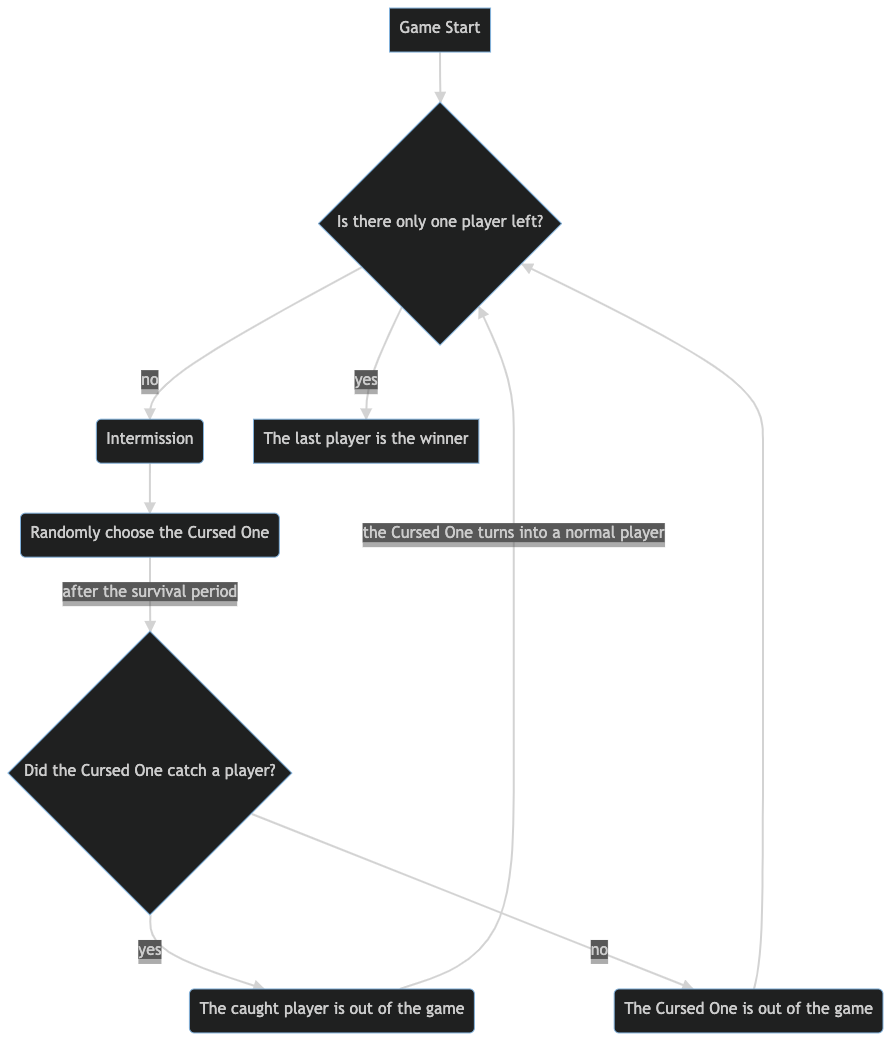 Game Start
Is there only one player left?
no
yes
Intermission
The last player is the winner
Randomly choose the Cursed One
the Cursed One turns into a normal player
after the survival period
Did the Cursed One catch a player?
yes
no
The caught player is out of the game
The Cursed One is out of the game